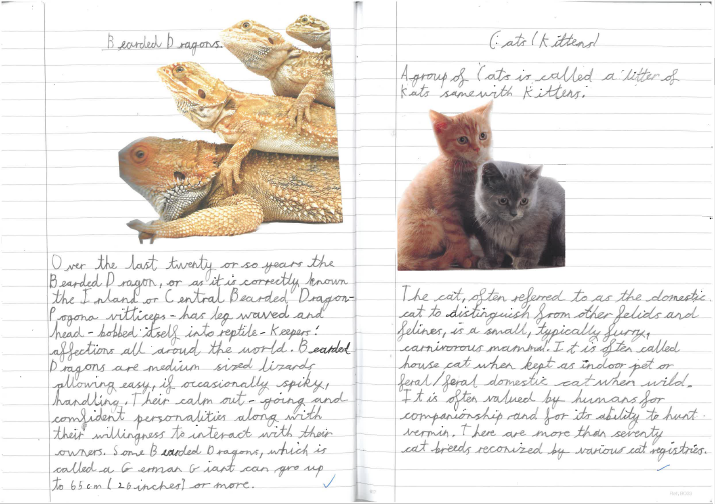 Bearded Dragons.
Over the last twenty or so years the
Bearded Dragon, or as it is correctly known
the Inland or Central Bearded Dragon-
Pogona vitticeps - has leg waved and
head-bobbed itself into reptile-keepers!
affections all aroud the world. Bearded
Dragons are medium sized lizards
allowing easy, if occasionally spiky,
handling. Their calm out-going and
comfident personalities along with
their willingness to interact with their
owners. Some Bearded Dragons, which is
called a German Giant can gro up
to 65cm [26 inches] or more.
Cats / Kittens /
A group of Cats is called a litter of
Kats same with Kittens.
The cat, often referred to as the domestic
cat to distinguish from other felids and
felines, is a small, typically furry,
carnivorous mammal. It is often called
house cat when kept as indoor pet or
feral/feral domestic cat when wild.
It is often valued by humans for
companionship and for its ability to hunt
vermin. There are more than seventy
cat breeds reconized by various cat registries.